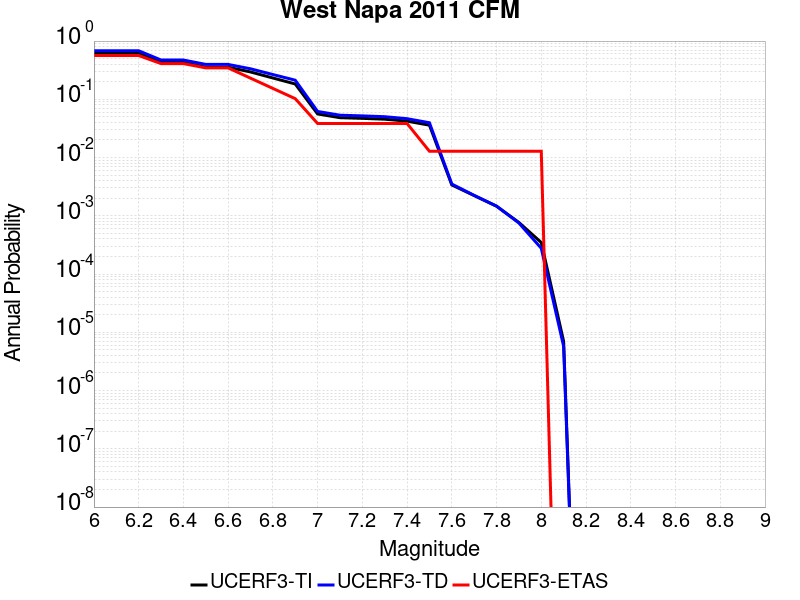 West Napa 2011 CFM
10^0
10^-1
10^-2
10^-3
10^-4
10^-5
10^-6
10^-7
10^-8
Annual Probability
6 6.2 6.4 6.6 6.8 7 7.2 7.4 7.6 7.8 8 8.2 8.4 8.6 8.8 9
Magnitude
UCERF3-TI UCERF3-TD UCERF3-ETAS